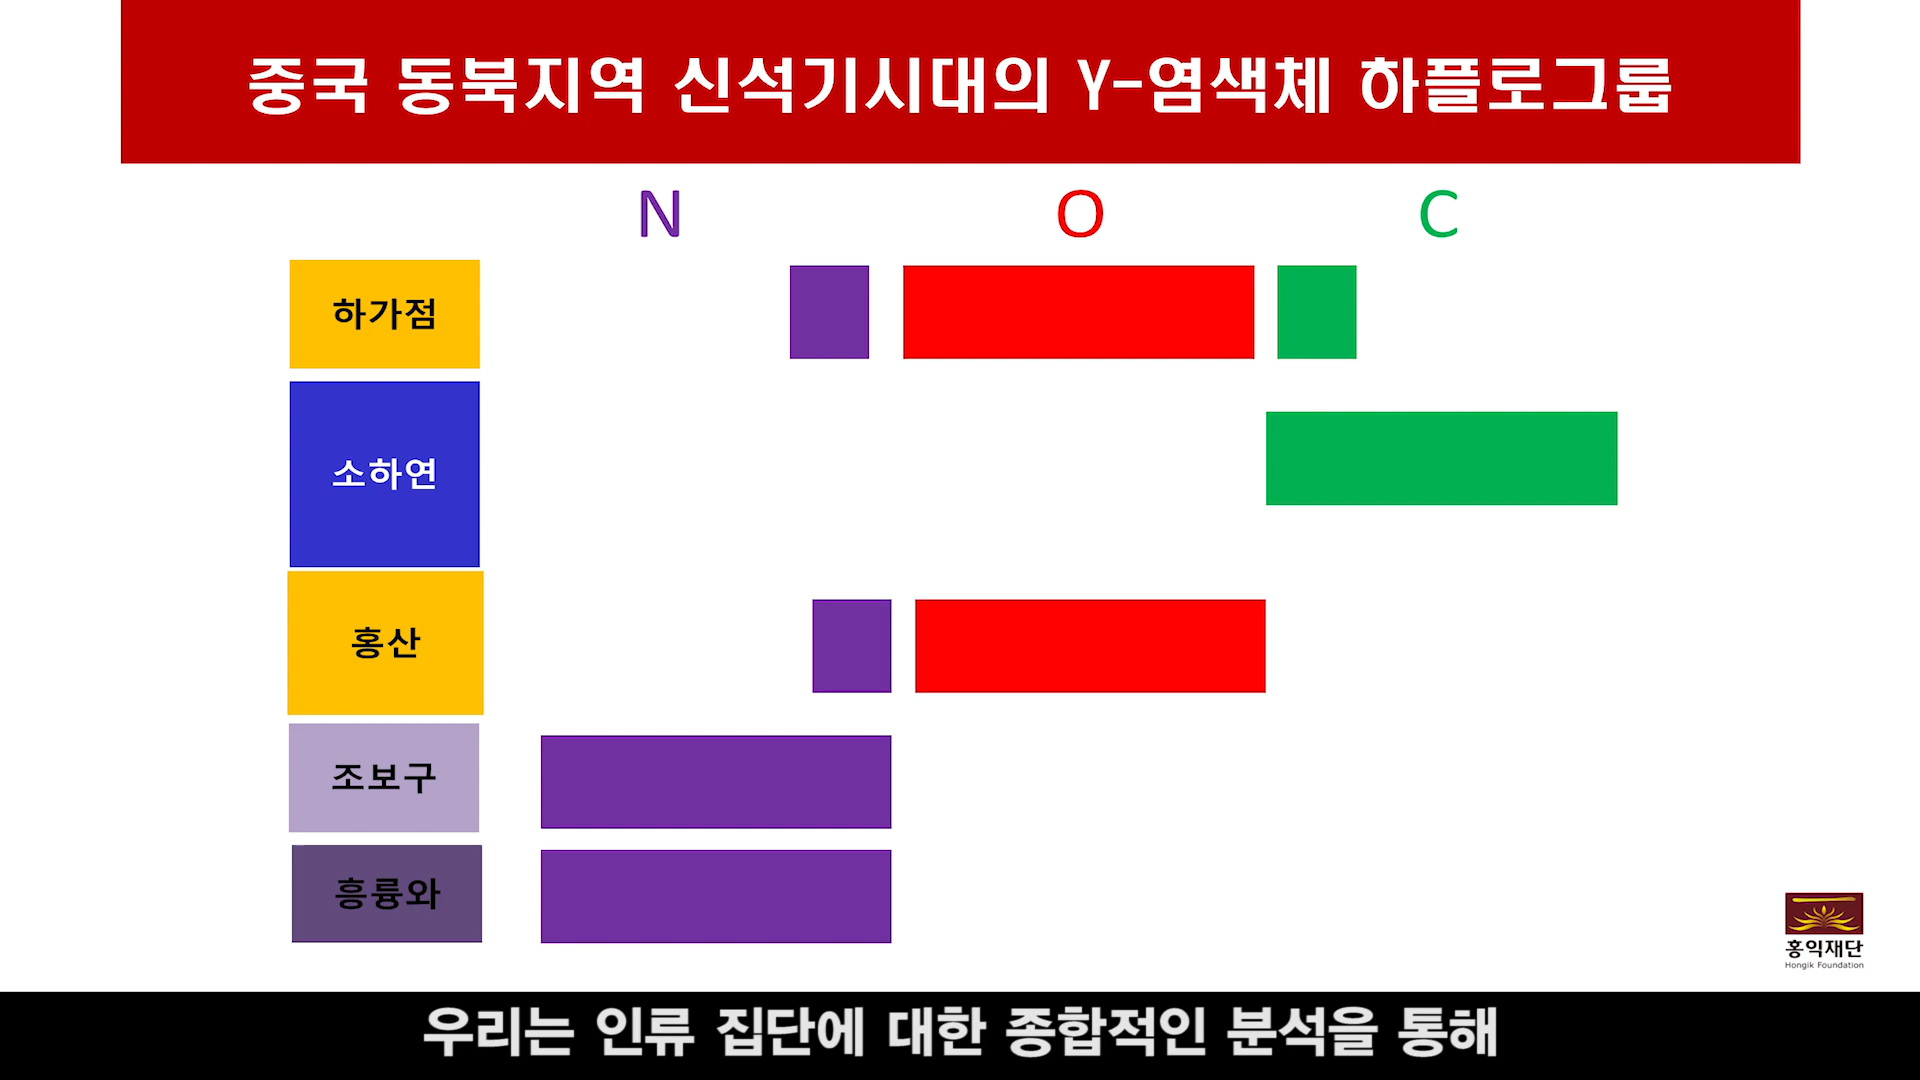 중국 동북지역 신석기시대의 Y-염색체 하플로그룹
N O C
하가점
소하연
홍산
조보구
흥륭와
홍익재단
Hongik Foundation
우리는 인류 집단에 대한 종합적인 분석을 통해